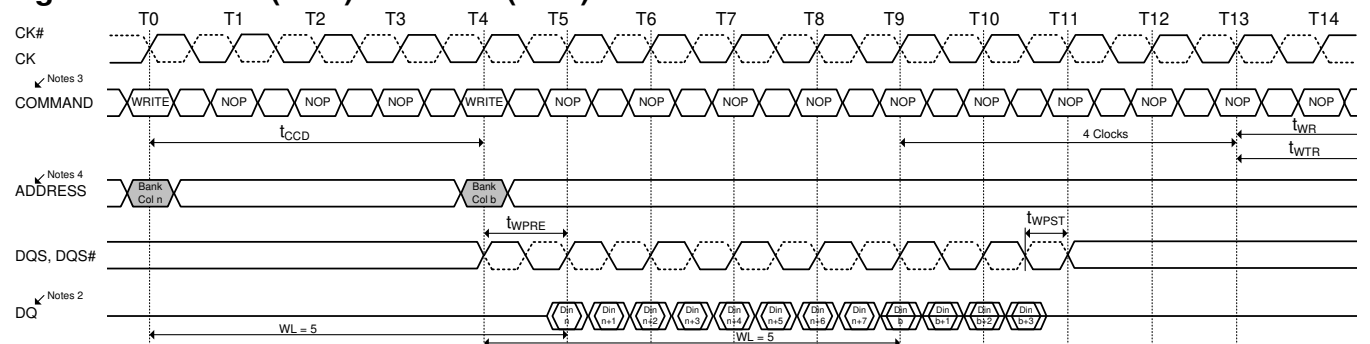 T0 T1 T2 T3 T4 T5 T6 T7 T8 T9 T10 T11 T12 T13 T14
CK#
CK
Notes 3
COMMAND WRITE NOP NOP NOP WRITE NOP NOP NOP NOP NOP NOP NOP NOP NOP NOP
tCCD 4 Clocks tWR
tWTR
Notes 4
ADDRESS
Bank Col n
Bank Col b
tWPRE tWPST
DQS, DQS#
Notes 2
DQ
Din n
Din n+1
Din n+2
Din n+3
Din n+4
Din n+5
Din n+6
Din n+7
Din b
Din b+1
Din b+2
Din b+3
WL = 5
WL = 5